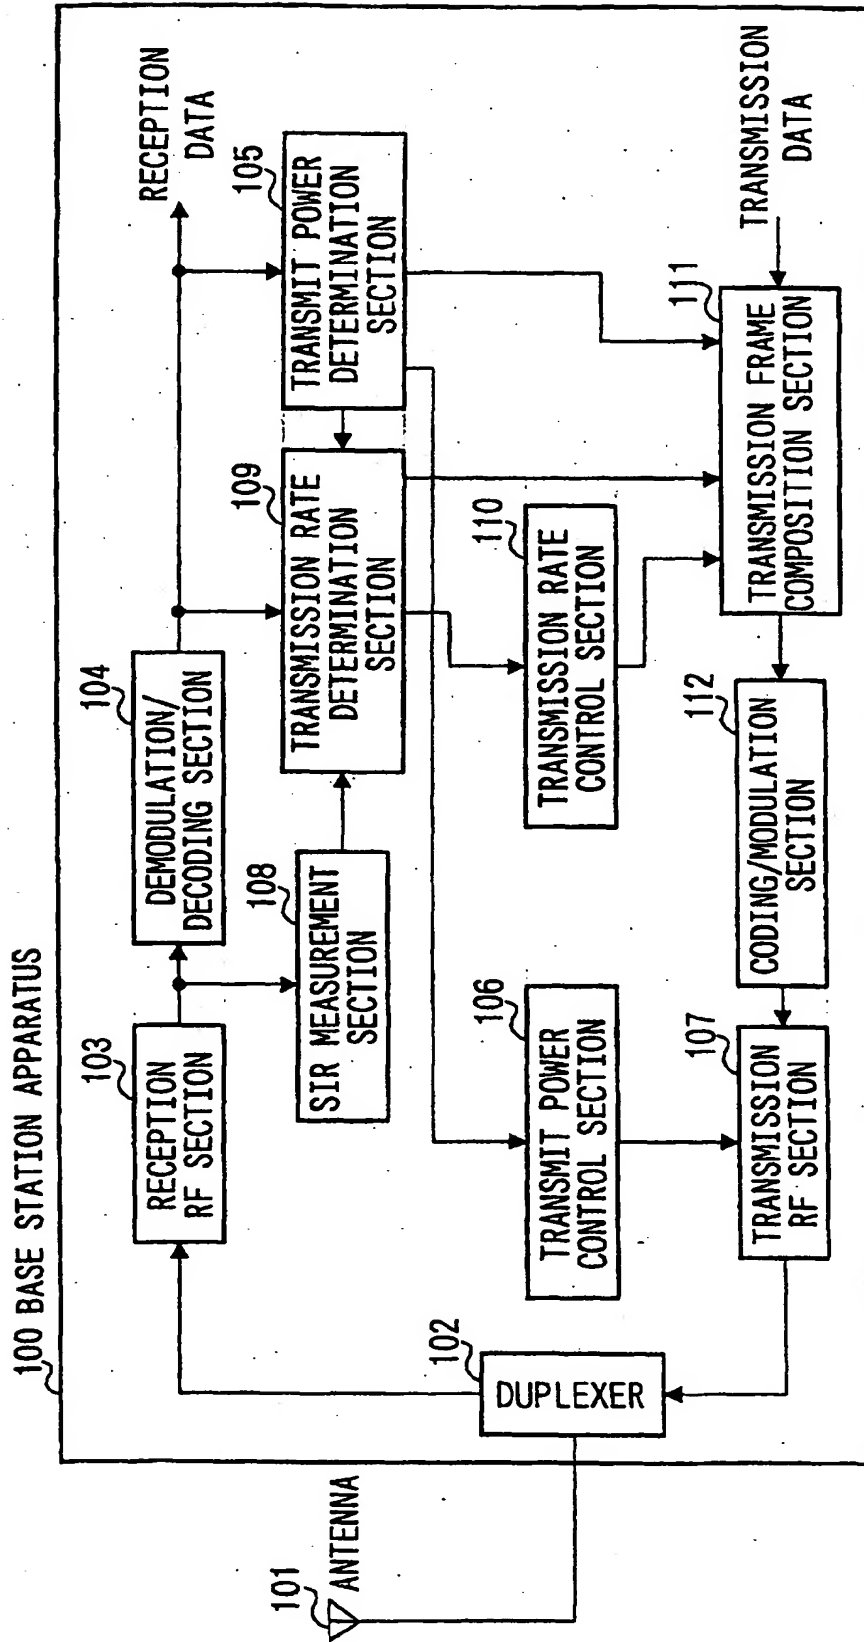 100 BASE STATION APPARATUS
101
ANTENNA
102
DUPLEXER
103
RECEPTION
RF SECTION
104
DEMODULATION/
DECODING SECTION
RECEPTION
DATA
108
SIR MEASUREMENT
SECTION
109
TRANSMISSION RATE
DETERMINATION
SECTION
105
TRANSMIT POWER
DETERMINATION
SECTION
106
TRANSMIT POWER
CONTROL SECTION
110
TRANSMISSION RATE
CONTROL SECTION
107
TRANSMISSION
RF SECTION
112
CODING/MODULATION
SECTION
111
TRANSMISSION FRAME
COMPOSITION SECTION
TRANSMISSION
DATA